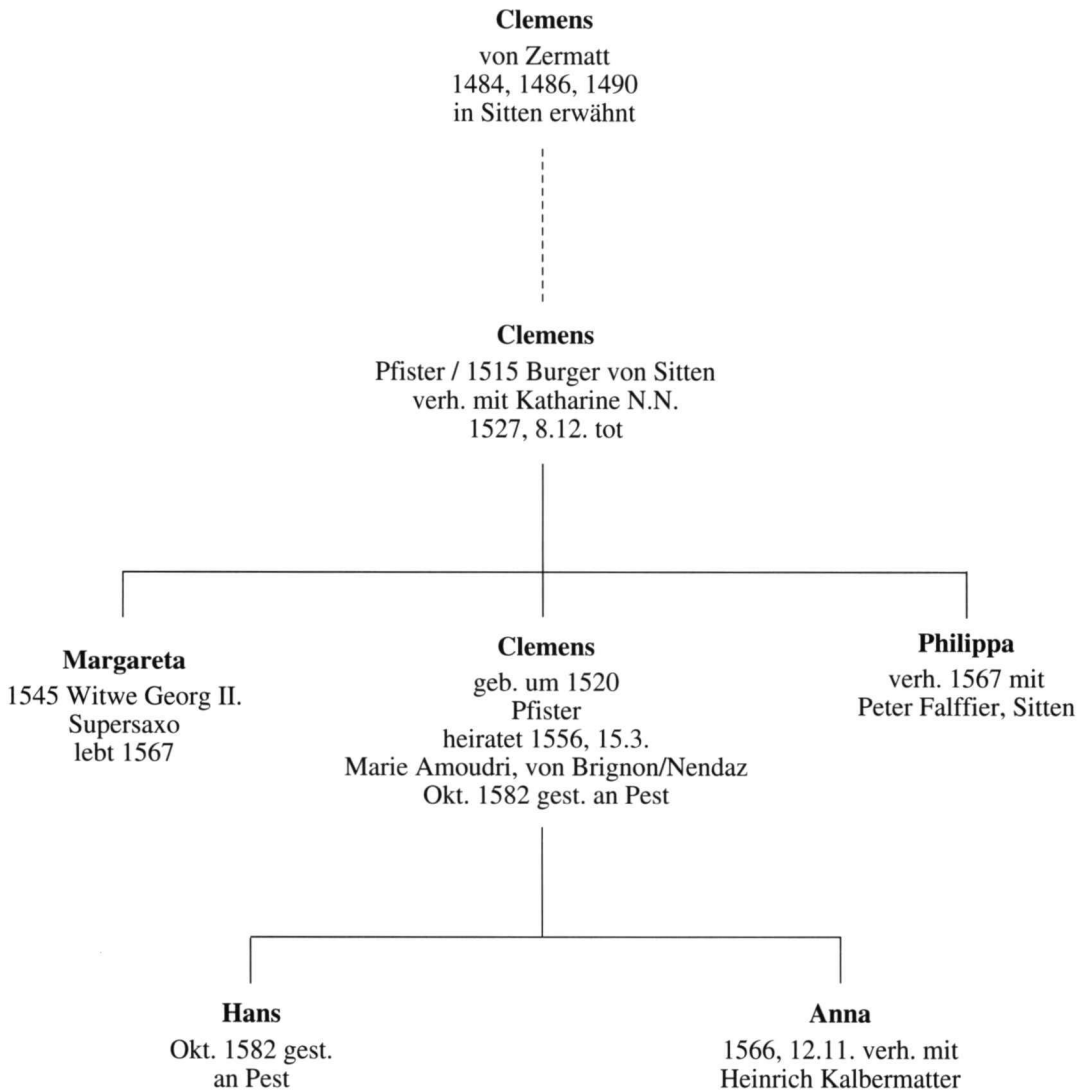 Clemens
von Zermatt
1484, 1486, 1490
in Sitten erwähnt
Clemens
Pfister / 1515 Burger von Sitten
verh. mit Katharine N.N.
1527, 8.12. tot
Margareta
1545 Witwe Georg II.
Supersaxo
lebt 1567
Clemens
geb. um 1520
Pfister
heiratet 1556, 15.3.
Marie Amoudri, von Brignon/Nendaz
Okt. 1582 gest. an Pest
Philippa
verh. 1567 mit
Peter Falffier, Sitten
Hans
Okt. 1582 gest.
an Pest
Anna
1566, 12.11. verh. mit
Heinrich Kalbermatter